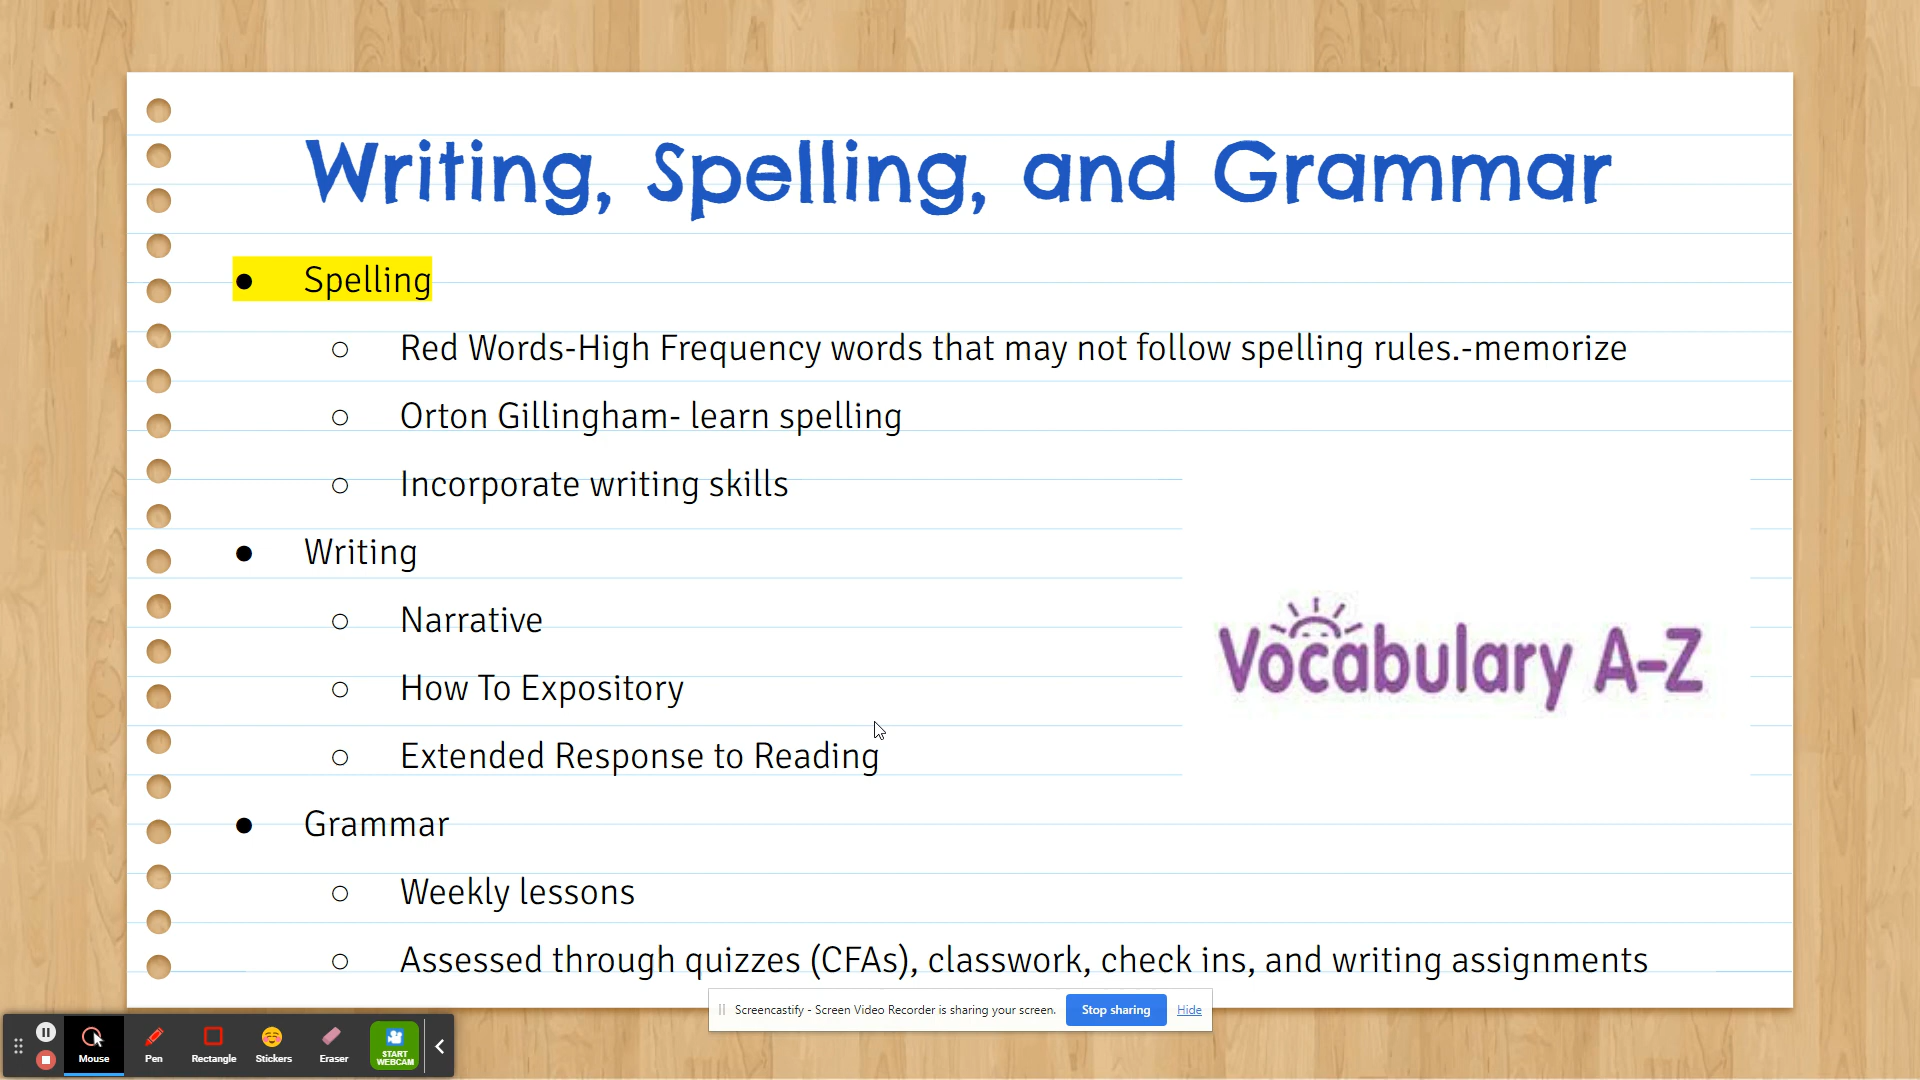 Writing, Spelling, and Grammar
● Spelling
○ Red Words-High Frequency words that may not follow spelling rules.-memorize
○ Orton Gillingham- learn spelling
○ Incorporate writing skills
● Writing
○ Narrative
○ How To Expository
○ Extended Response to Reading
Vocabulary A-Z
● Grammar
○ Weekly lessons
○ Assessed through quizzes (CFAs), classwork, check ins, and writing assignments
Screencastify - Screen Video Recorder is sharing your screen.
Stop sharing
Hide
Mouse
Pen
Rectangle
Stickers
Eraser
START
WEBCAM